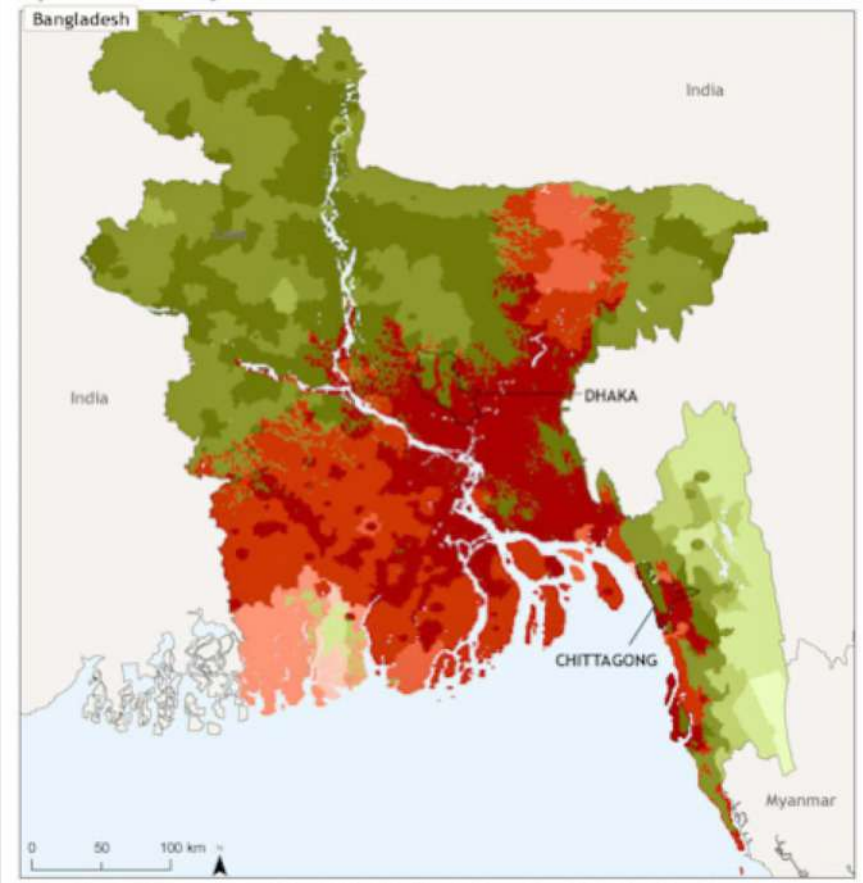 Bangladesh
India
India
DHAKA
CHITTAGONG
Myanmar
0 50 100 km